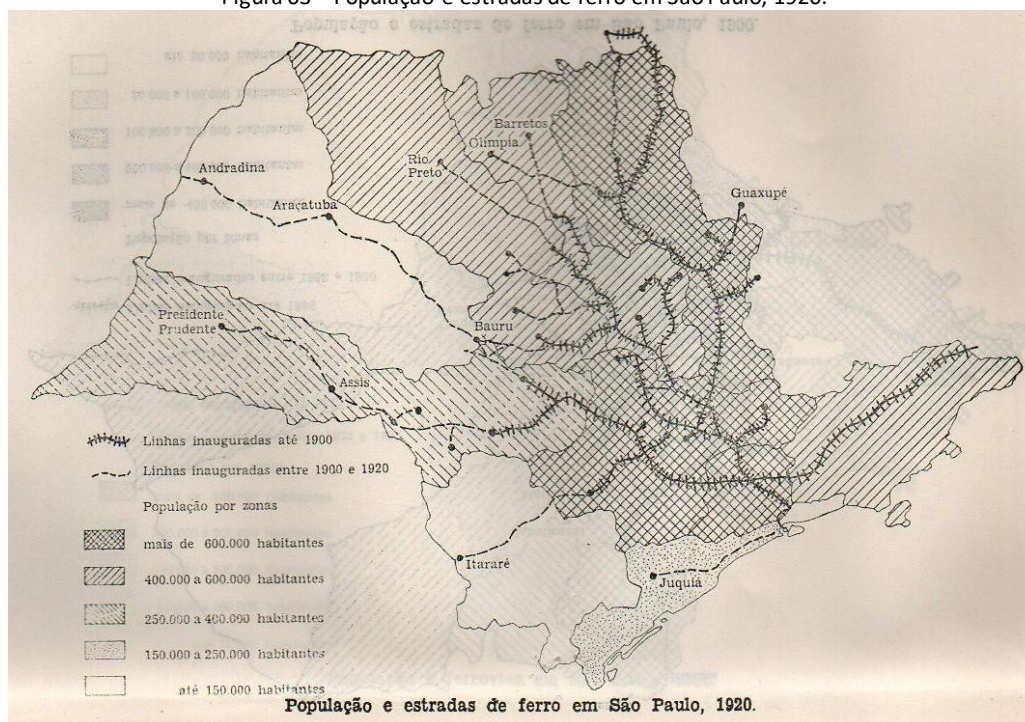 Figura 03 – População e estradas de ferro em São Paulo, 1920.
Barretos
Olímpia
Rio
Preto
Andradina
Guaxupé
Araçatuba
Presidente
Prudente
Bauru
Assis
Linhas inauguradas até 1900
Linhas inauguradas entre 1900 e 1920
População por zonas
mais de 600.000 habitantes
Itararé
400.000 a 600.000 habitantes
Juquiá
250.000 a 400.000 habitantes
150.000 a 250.000 habitantes
até 150.000 habitantes
População e estradas de ferro em São Paulo, 1920.